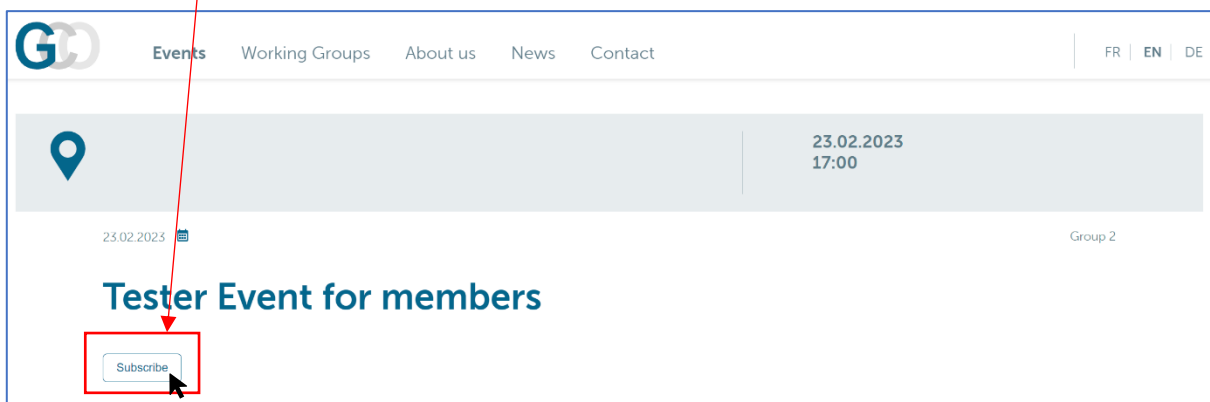 GCO
Events Working Groups About us News Contact
FR EN DE
23.02.2023
17:00
23.02.2023
Group 2
Tester Event for members
Subscribe